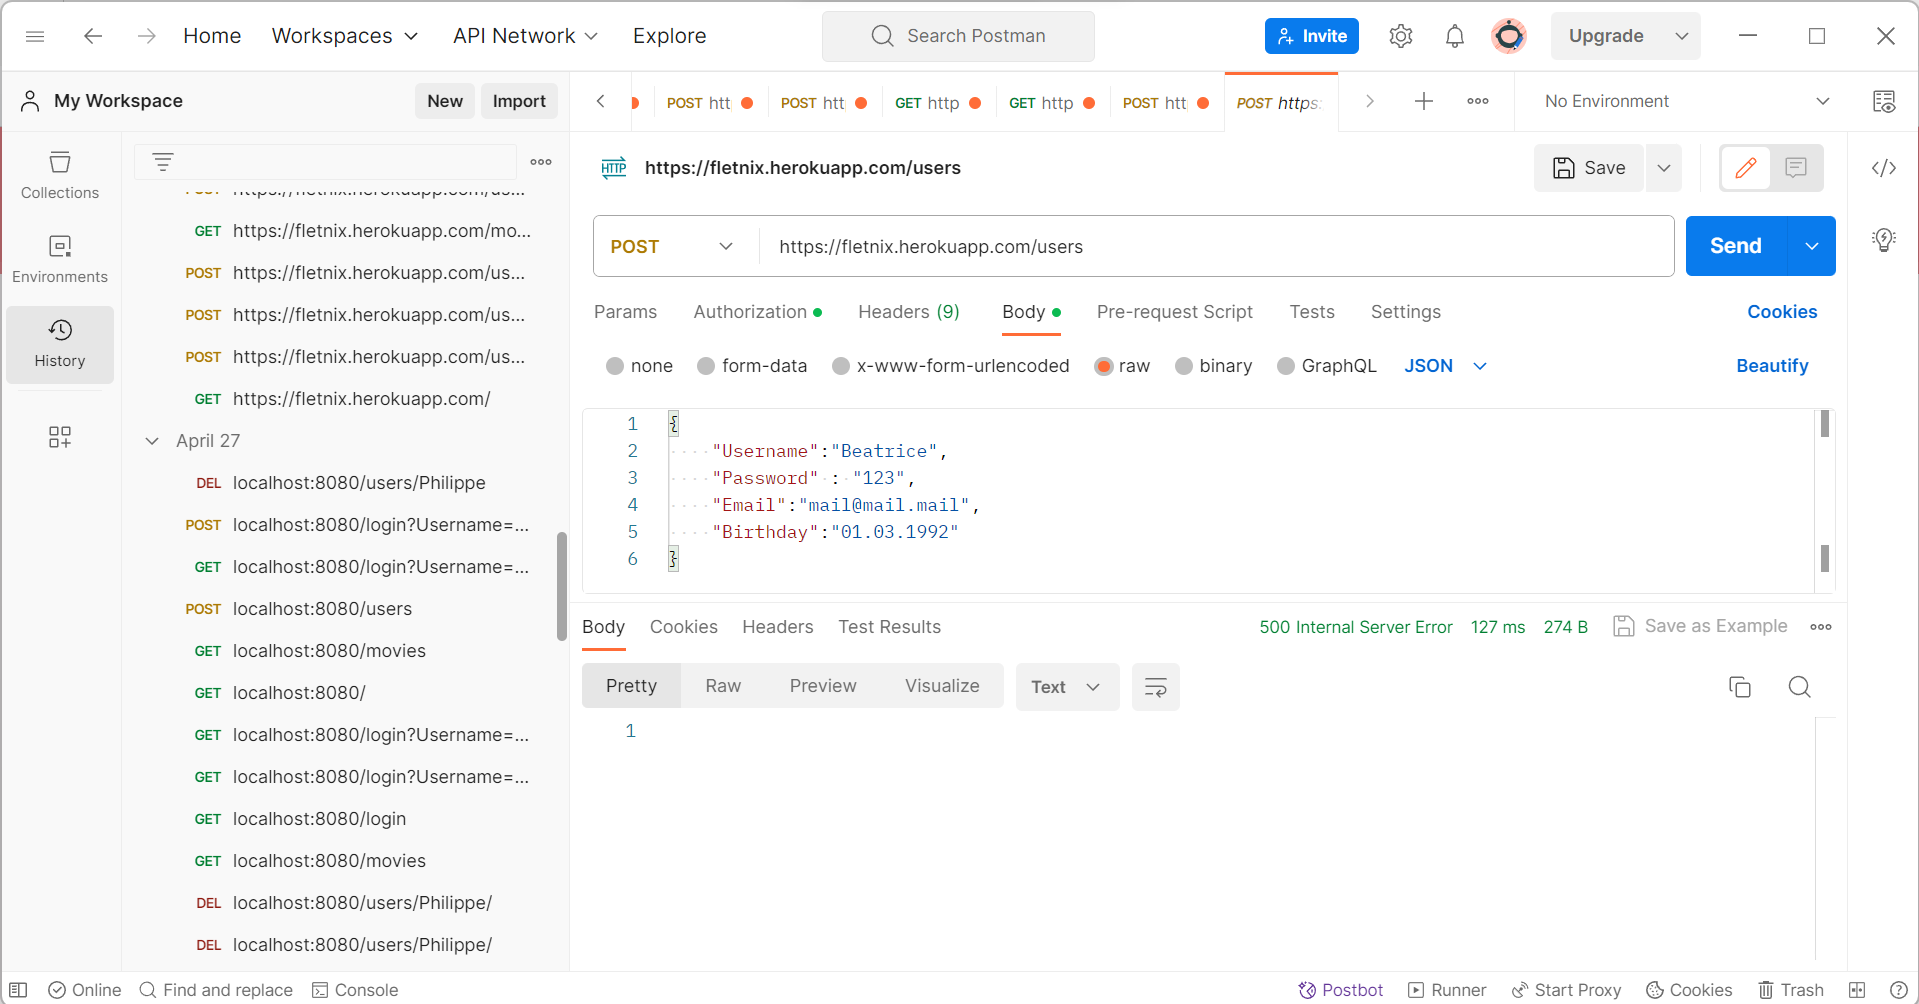 Home Workspaces API Network Explore Search Postman Invite Upgrade
My Workspace New Import POST htt POST htt GET http GET http POST htt POST https: No Environment
Collections
Environments
History
GET https://fletnix.herokuapp.com/mo...
POST https://fletnix.herokuapp.com/us...
POST https://fletnix.herokuapp.com/us...
POST https://fletnix.herokuapp.com/us...
GET https://fletnix.herokuapp.com/
April 27
DEL localhost:8080/users/Philippe
POST localhost:8080/login?Username=...
GET localhost:8080/login?Username=...
POST localhost:8080/users
GET localhost:8080/movies
GET localhost:8080/
GET localhost:8080/login?Username=...
GET localhost:8080/login?Username=...
GET localhost:8080/login
GET localhost:8080/movies
DEL localhost:8080/users/Philippe/
DEL localhost:8080/users/Philippe/
HTTP https://fletnix.herokuapp.com/users Save
POST https://fletnix.herokuapp.com/users Send
Params Authorization Headers (9) Body Pre-request Script Tests Settings Cookies
none form-data x-www-form-urlencoded raw binary GraphQL JSON Beautify
1 {
2 "Username":"Beatrice",
3 "Password" : "123",
4 "Email":"mail@mail.mail",
5 "Birthday":"01.03.1992"
6 }
Body Cookies Headers Test Results 500 Internal Server Error 127 ms 274 B Save as Example
Pretty Raw Preview Visualize Text
1
Online Find and replace Console Postbot Runner Start Proxy Cookies Trash